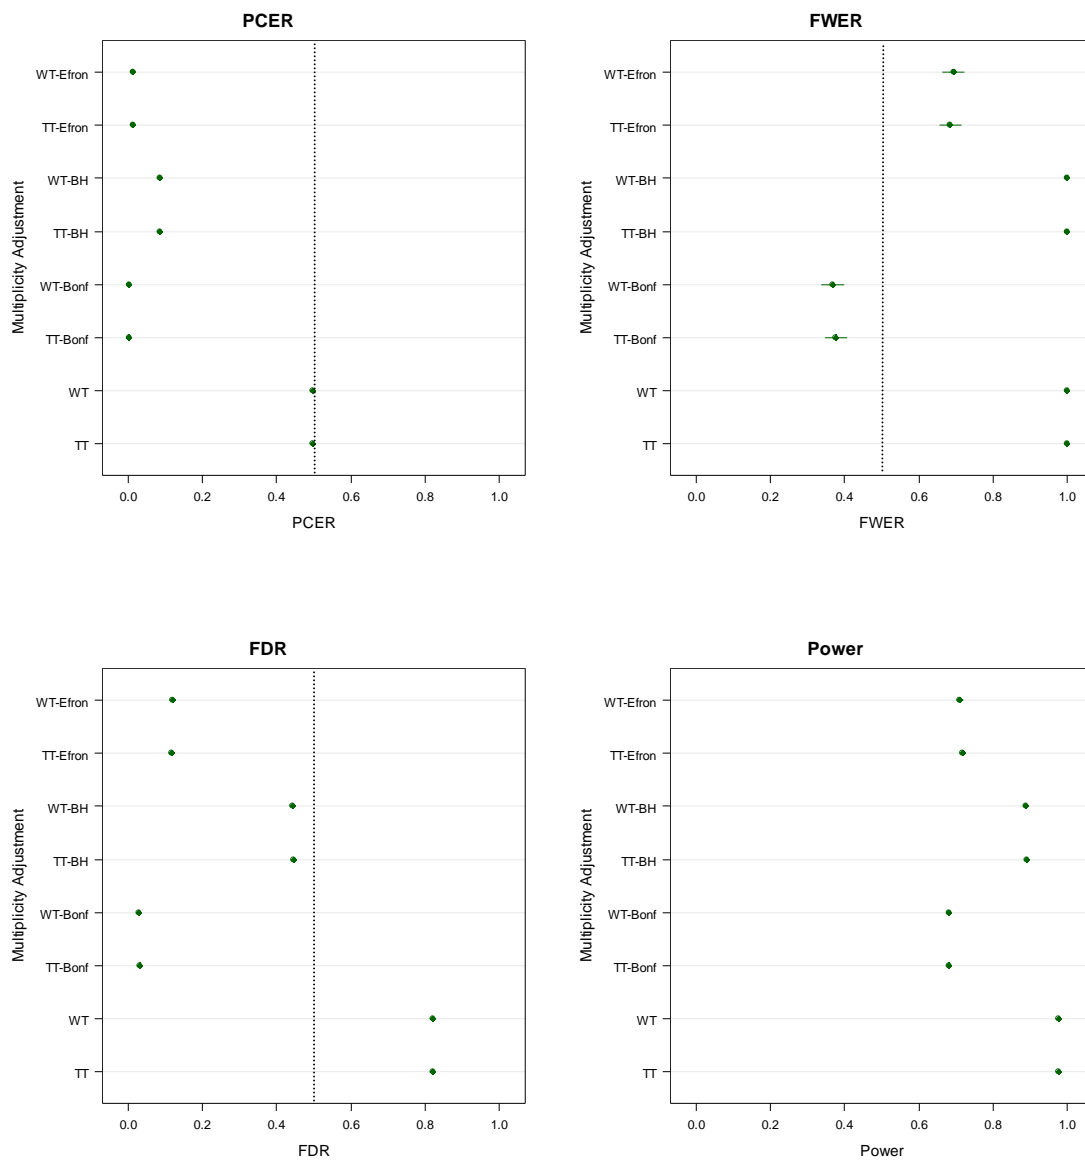 PCER
Multiplicity Adjustment
WT-Efron
TT-Efron
WT-BH
TT-BH
WT-Bonf
TT-Bonf
WT
TT
0.0 0.2 0.4 0.6 0.8 1.0
PCER
FWER
Multiplicity Adjustment
WT-Efron
TT-Efron
WT-BH
TT-BH
WT-Bonf
TT-Bonf
WT
TT
0.0 0.2 0.4 0.6 0.8 1.0
FWER
FDR
Multiplicity Adjustment
WT-Efron
TT-Efron
WT-BH
TT-BH
WT-Bonf
TT-Bonf
WT
TT
0.0 0.2 0.4 0.6 0.8 1.0
FDR
Power
Multiplicity Adjustment
WT-Efron
TT-Efron
WT-BH
TT-BH
WT-Bonf
TT-Bonf
WT
TT
0.0 0.2 0.4 0.6 0.8 1.0
Power